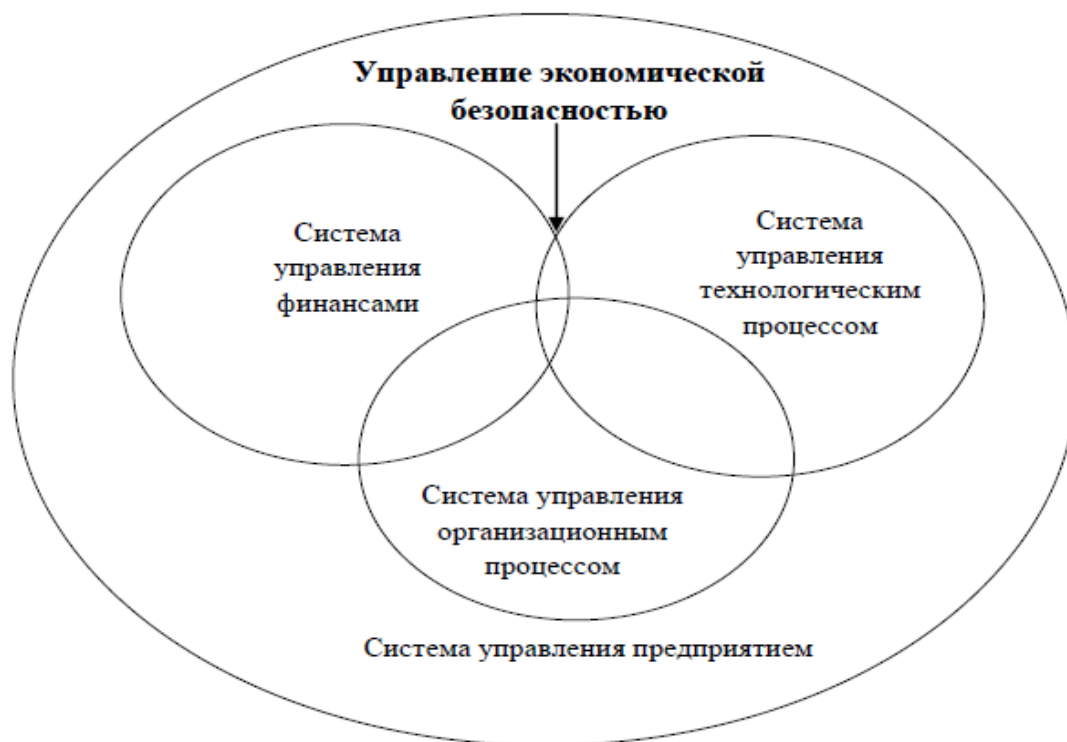 Управление экономической
безопасностью
Система
управления
финансами
Система
управления
технологическим
процессом
Система управления
организационным
процессом
Система управления предприятием